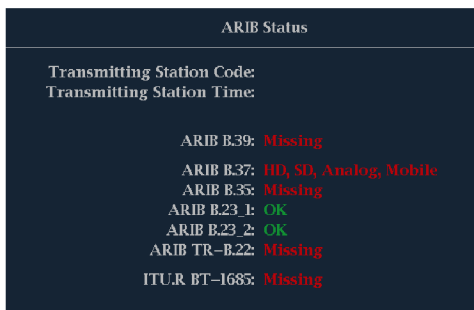 ARIB Status
Transmitting Station Code:
Transmitting Station Time:
ARIB B.39: Missing
ARIB B.37: HD, SD, Analog, Mobile
ARIB B.35: Missing
ARIB B.23_1: OK
ARIB B.23_2: OK
ARIB TR-B.22: Missing
ITU.R BT-1685: Missing